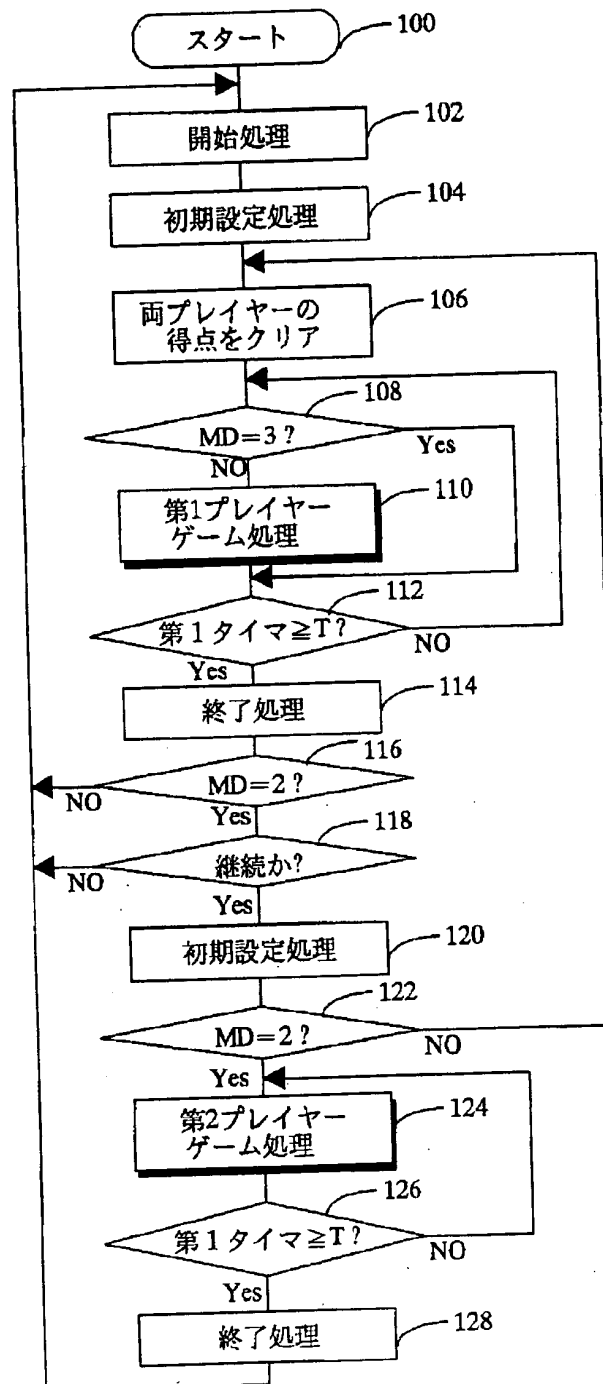 スタート
100
開始処理
102
初期設定処理
104
両プレイヤーの
得点をクリア
106
108
MD=3?
Yes
NO
第1プレイヤー
ゲーム処理
110
112
第1タイマ≧T?
NO
Yes
終了処理
114
116
MD=2?
NO
Yes
118
継続か?
NO
Yes
初期設定処理
120
122
MD=2?
NO
Yes
第2プレイヤー
ゲーム処理
124
126
第1タイマ≧T?
NO
Yes
終了処理
128